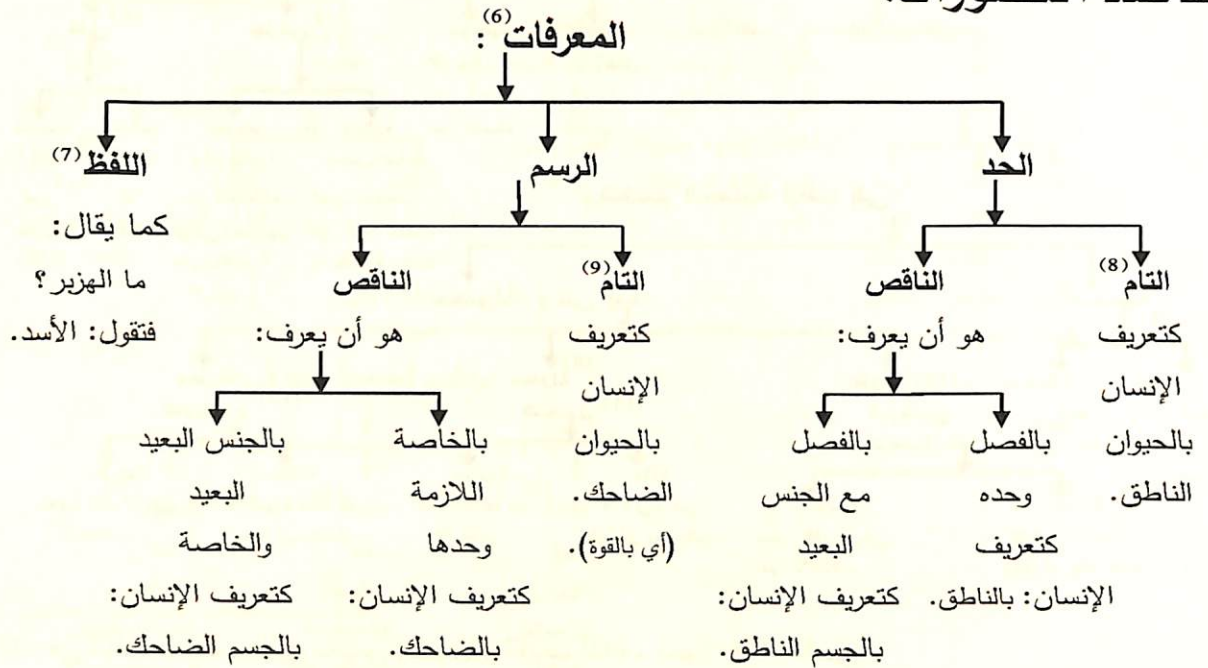 المعرفات(6):
الحد
الرسم
اللفظ(7)
التام(8)
كتعريف
الإنسان
بالحيوان
الناطق.
الناقص
هو أن يعرف:
بالفصل
وحده
كتعريف
الإنسان: بالناطق.
بالفصل
مع الجنس
البعيد
كتعريف الإنسان:
بالجسم الناطق.
التام(9)
كتعريف
الإنسان
بالحيوان
الضاحك.
(أي بالقوة).
الناقص
هو أن يعرف:
بالخاصة
اللازمة
وحدها
كتعريف الإنسان:
بالضاحك.
بالجنس البعيد
البعيد
والخاصة
كتعريف الإنسان:
بالجسم الضاحك.
كما يقال:
ما الهزبر؟
فتقول: الأسد.